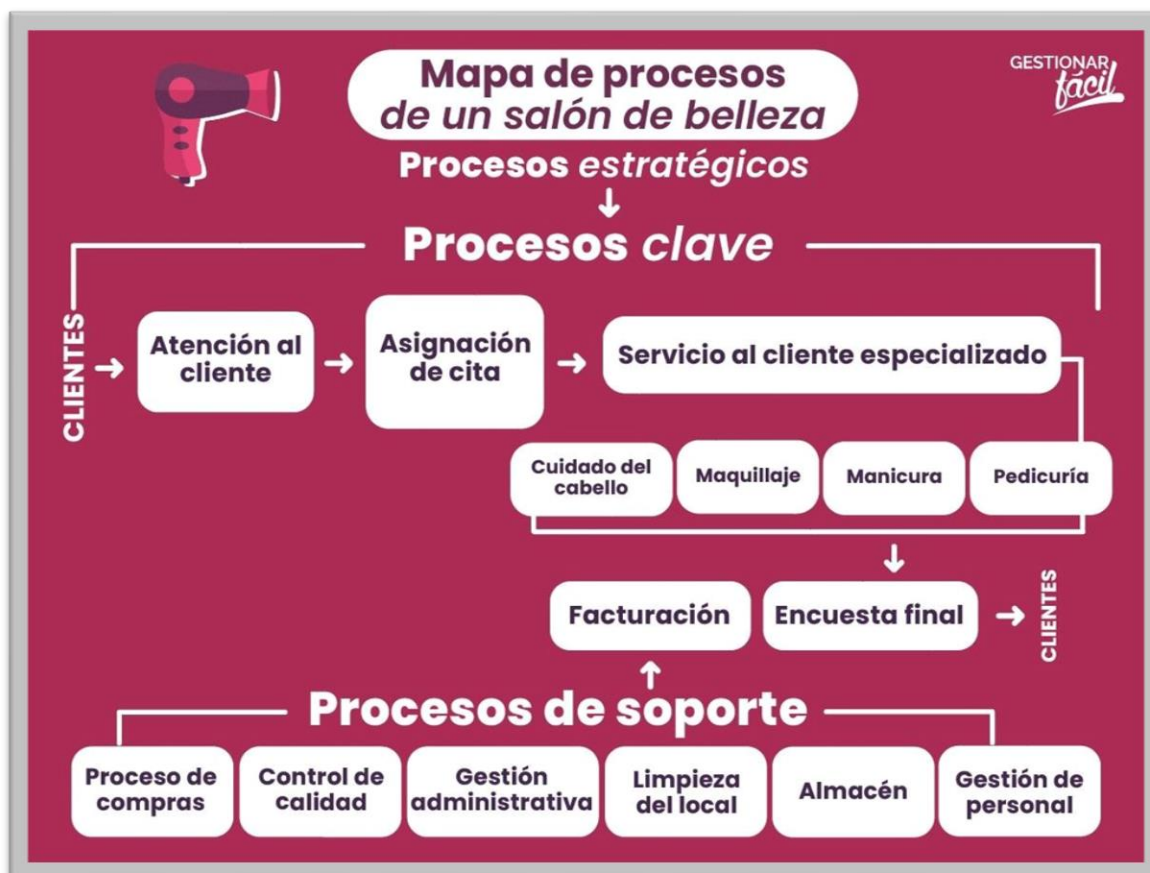 Mapa de procesos
de un salón de belleza
GESTIONAR
fácil
Procesos estratégicos
Procesos clave
CLIENTES
Atención al
cliente
Asignación
de cita
Servicio al cliente especializado
Cuidado del
cabello
Maquillaje
Manicura
Pedicuría
Facturación
Encuesta final
CLIENTES
Procesos de soporte
Proceso de
compras
Control de
calidad
Gestión
administrativa
Limpieza
del local
Almacén
Gestión de
personal